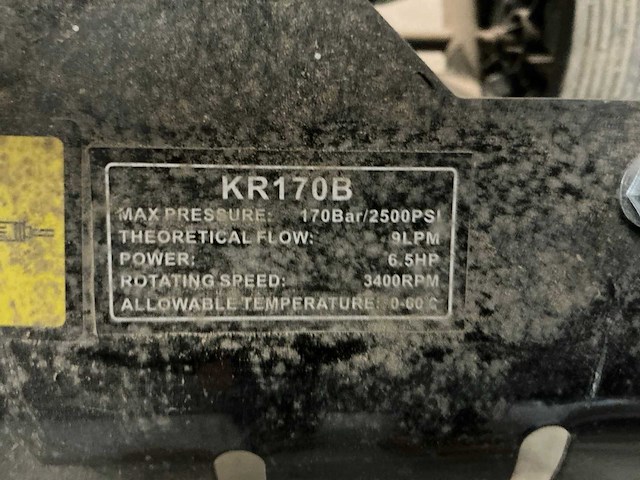 KR170B
MAX PRESSURE: 170Bar/2500PSI
THEORETICAL FLOW: 9LPM
POWER: 6.5HP
ROTATING SPEED: 3400RPM
ALLOWABLE TEMPERATURE: 0-60 C